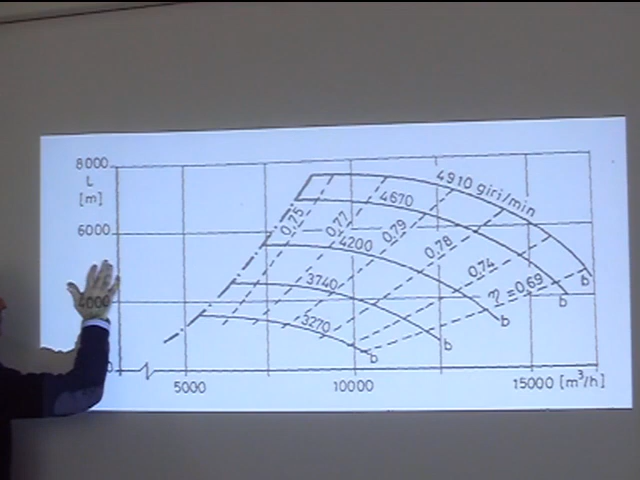 8000
L
[m]
6000
4000
0
5000
10000
15000 [m³/h]
4910 giri/min
4670
4200
3740
3270
0.75
0.77
0.79
0.78
0.74
η = 0.69
b
b
b
b
b